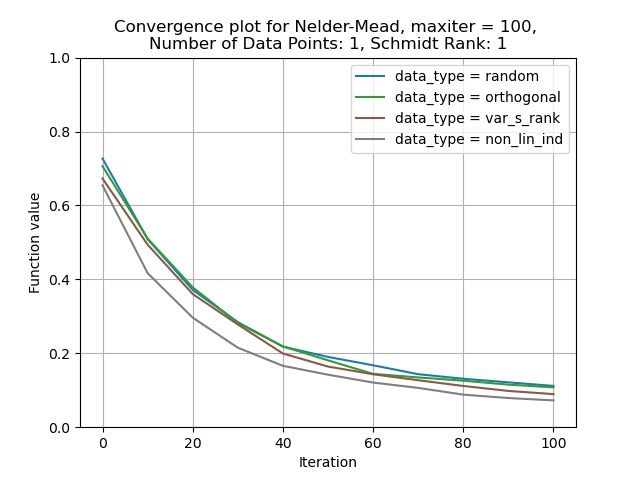 Convergence plot for Nelder-Mead, maxiter = 100,
Number of Data Points: 1, Schmidt Rank: 1
data_type = random
data_type = orthogonal
data_type = var_s_rank
data_type = non_lin_ind
Function value
1.0
0.8
0.6
0.4
0.2
0.0
0 20 40 60 80 100
Iteration